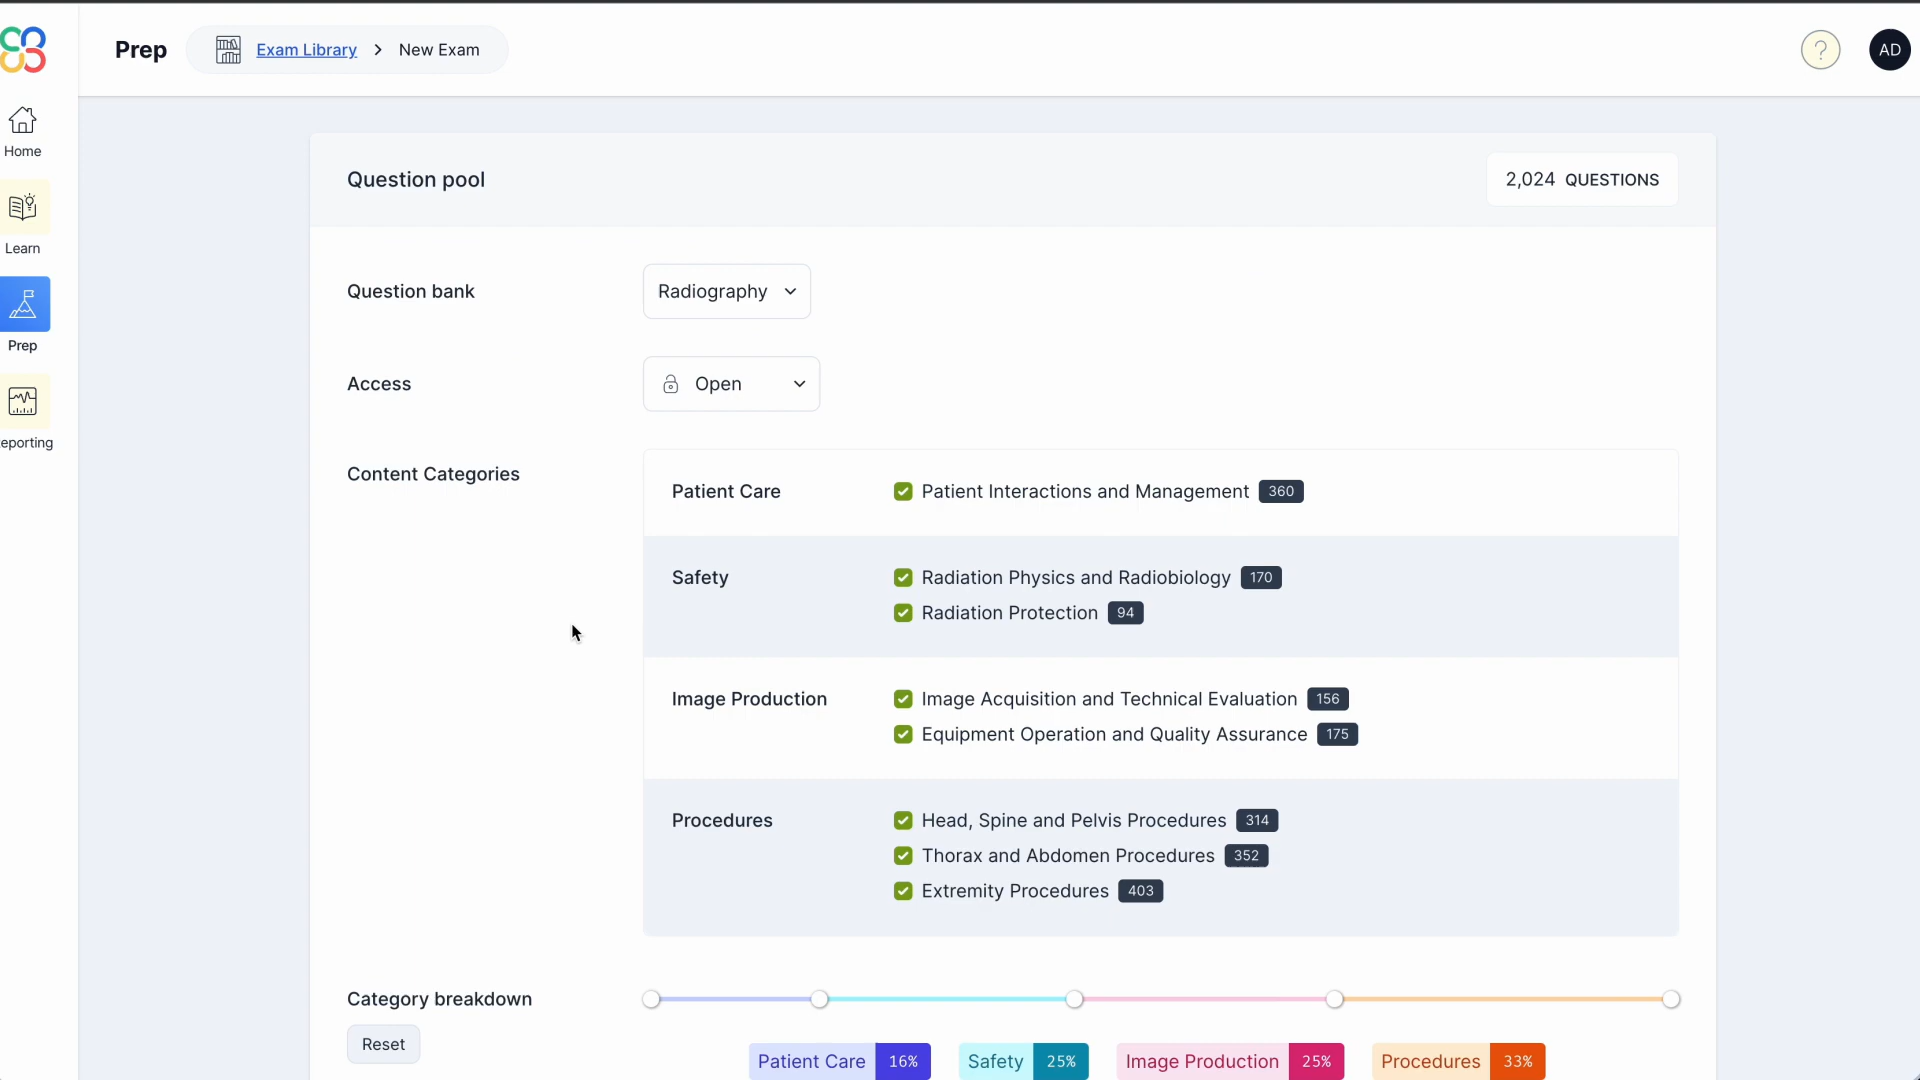 Prep
Exam Library > New Exam
?
AD
Home
Learn
Prep
eporting
Question pool
2,024 QUESTIONS
Question bank
Radiography
Access
Open
Content Categories
Patient Care
Patient Interactions and Management 360
Safety
Radiation Physics and Radiobiology 170
Radiation Protection 94
Image Production
Image Acquisition and Technical Evaluation 156
Equipment Operation and Quality Assurance 175
Procedures
Head, Spine and Pelvis Procedures 314
Thorax and Abdomen Procedures 352
Extremity Procedures 403
Category breakdown
Reset
Patient Care 16%
Safety 25%
Image Production 25%
Procedures 33%